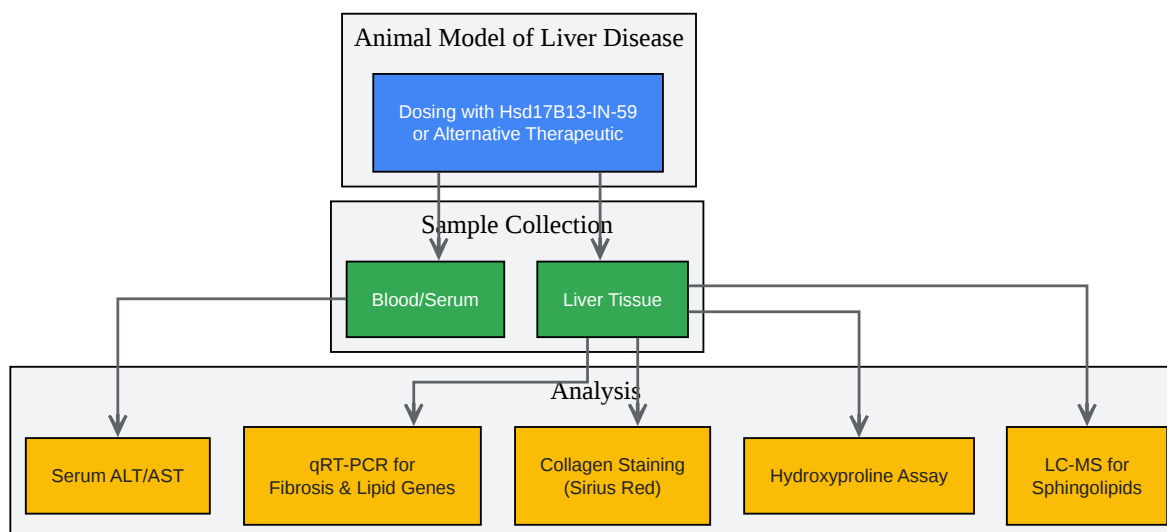 Animal Model of Liver Disease
Dosing with Hsd17B13-IN-59
or Alternative Therapeutic
Sample Collection
Blood/Serum
Liver Tissue
Analysis
Serum ALT/AST
qRT-PCR for
Fibrosis & Lipid Genes
Collagen Staining
(Sirius Red)
Hydroxyproline Assay
LC-MS for
Sphingolipids